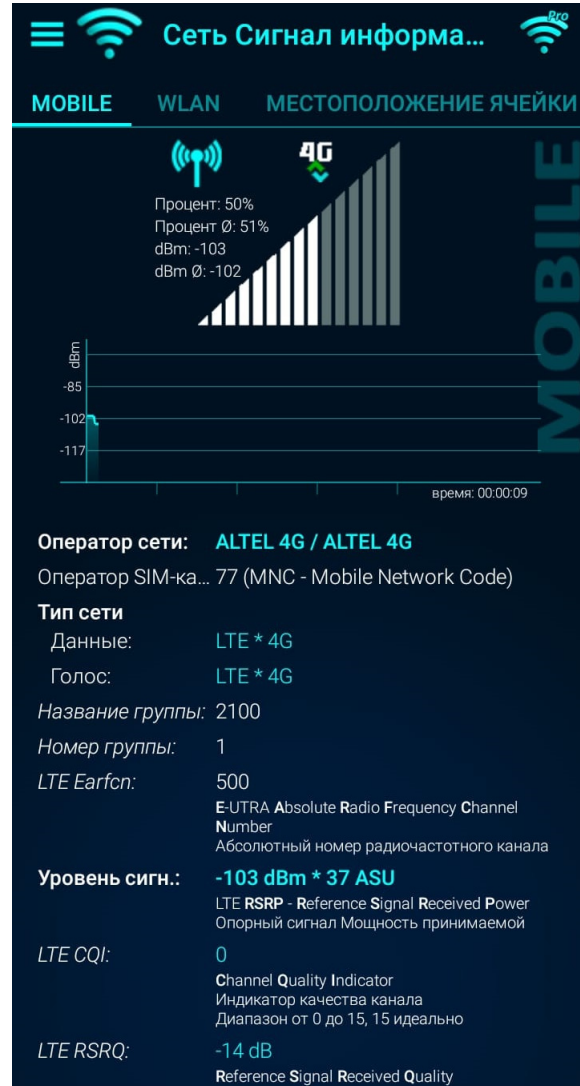 Сеть Сигнал информа...
Pro
MOBILE WLAN МЕСТОПОЛОЖЕНИЕ ЯЧЕЙКИ
4G
Процент: 50%
Процент Ø: 51%
dBm: -103
dBm Ø: -102
MOBILE
dBm
-85
-102
-117
время: 00:00:09
Оператор сети: ALTEL 4G / ALTEL 4G
Оператор SIM-ка... 77 (MNC - Mobile Network Code)
Тип сети
Данные: LTE * 4G
Голос: LTE * 4G
Название группы: 2100
Номер группы: 1
LTE Earfcn: 500
E-UTRA Absolute Radio Frequency Channel
Number
Абсолютный номер радиочастотного канала
Уровень сигн.: -103 dBm * 37 ASU
LTE RSRP - Reference Signal Received Power
Опорный сигнал Мощность принимаемой
LTE CQI: 0
Channel Quality Indicator
Индикатор качества канала
Диапазон от 0 до 15, 15 идеально
LTE RSRQ: -14 dB
Reference Signal Received Quality